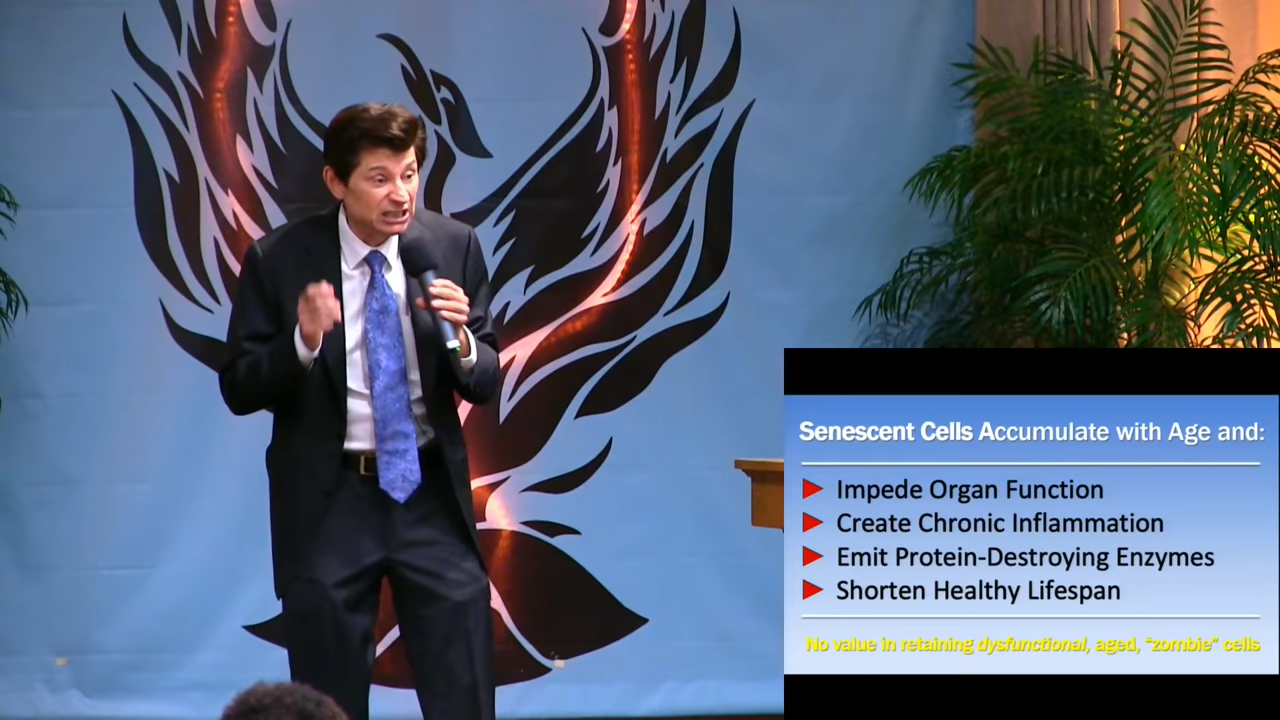 Senescent Cells Accumulate with Age and:
Impede Organ Function
Create Chronic Inflammation
Emit Protein-Destroying Enzymes
Shorten Healthy Lifespan
No value in retaining dysfunctional, aged, "zombie" cells